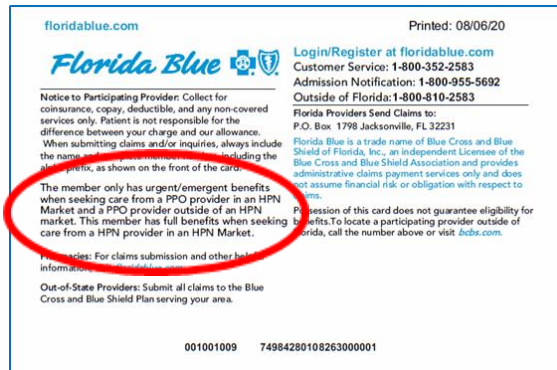 floridablue.com
Printed: 08/06/20
Florida Blue
Notice to Participating Provider: Collect for
coinsurance, copay, deductible, and any non-covered
services only. Patient is not responsible for the
difference between your charge and our allowance.
When submitting claims and/or inquiries, always include
the name and member including the
alpha prefix, as shown on the front of the card.
The member only has urgent/emergent benefits
when seeking care from a PPO provider in an HPN
Market and a PPO provider outside of an HPN
market. This member has full benefits when seeking
care from a HPN provider in an HPN Market.
Pharmacies: For claims submission and other helpful
information,
Out-of-State Providers: Submit all claims to the Blue
Cross and Blue Shield Plan serving your area.
Login/Register at floridablue.com
Customer Service: 1-800-352-2583
Admission Notification: 1-800-955-5692
Outside of Florida:1-800-810-2583
Florida Providers Send Claims to:
P.O. Box 1798 Jacksonville, FL 32231
Florida Blue is a trade name of Blue Cross and Blue
Shield of Florida, Inc., an independent Licensee of the
Blue Cross and Blue Shield Association and provides
administrative claims payment services only and does
not assume financial risk or obligation with respect to
claims.
Possession of this card does not guarantee eligibility for
benefits.To locate a participating provider outside of
Florida, call the number above or visit bcbs.com.
001001009 74984280108263000001